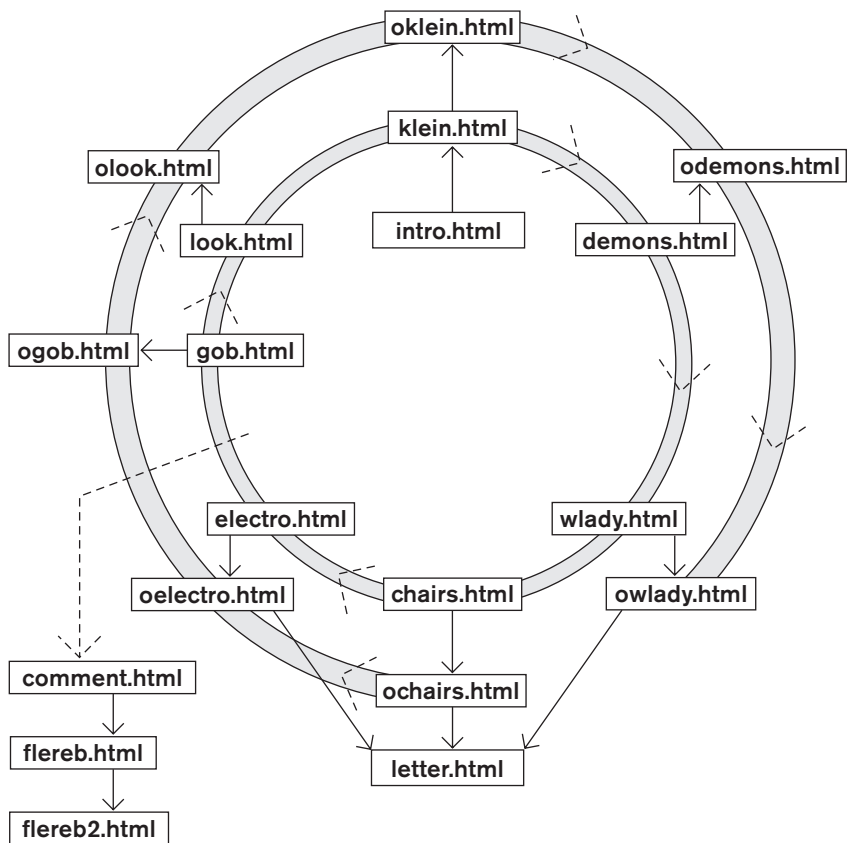 oklein.html
klein.html
olook.html
odemons.html
look.html
intro.html
demons.html
ogob.html
gob.html
electro.html
wlady.html
oelectro.html
chairs.html
owlady.html
comment.html
ochairs.html
flereb.html
letter.html
flereb2.html